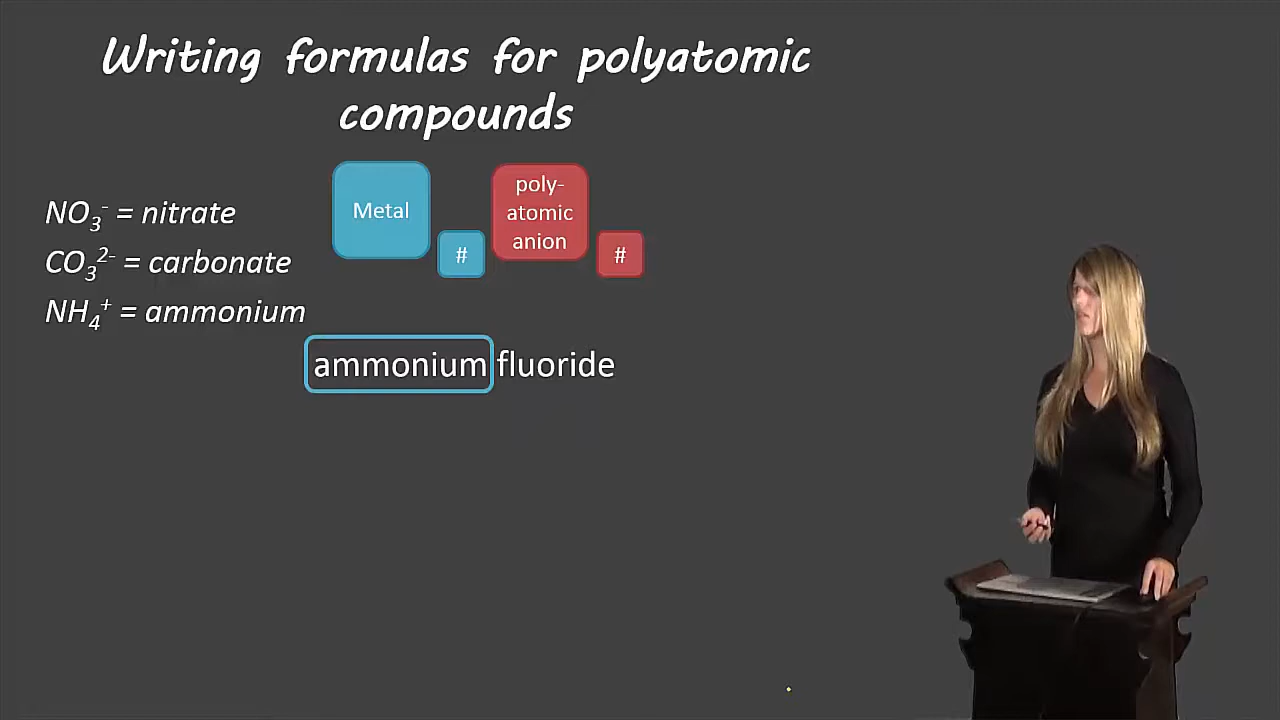 Writing formulas for polyatomic
compounds
NO₃⁻ = nitrate
CO₃²⁻ = carbonate
NH₄⁺ = ammonium
Metal
#
poly-
atomic
anion
#
ammonium fluoride